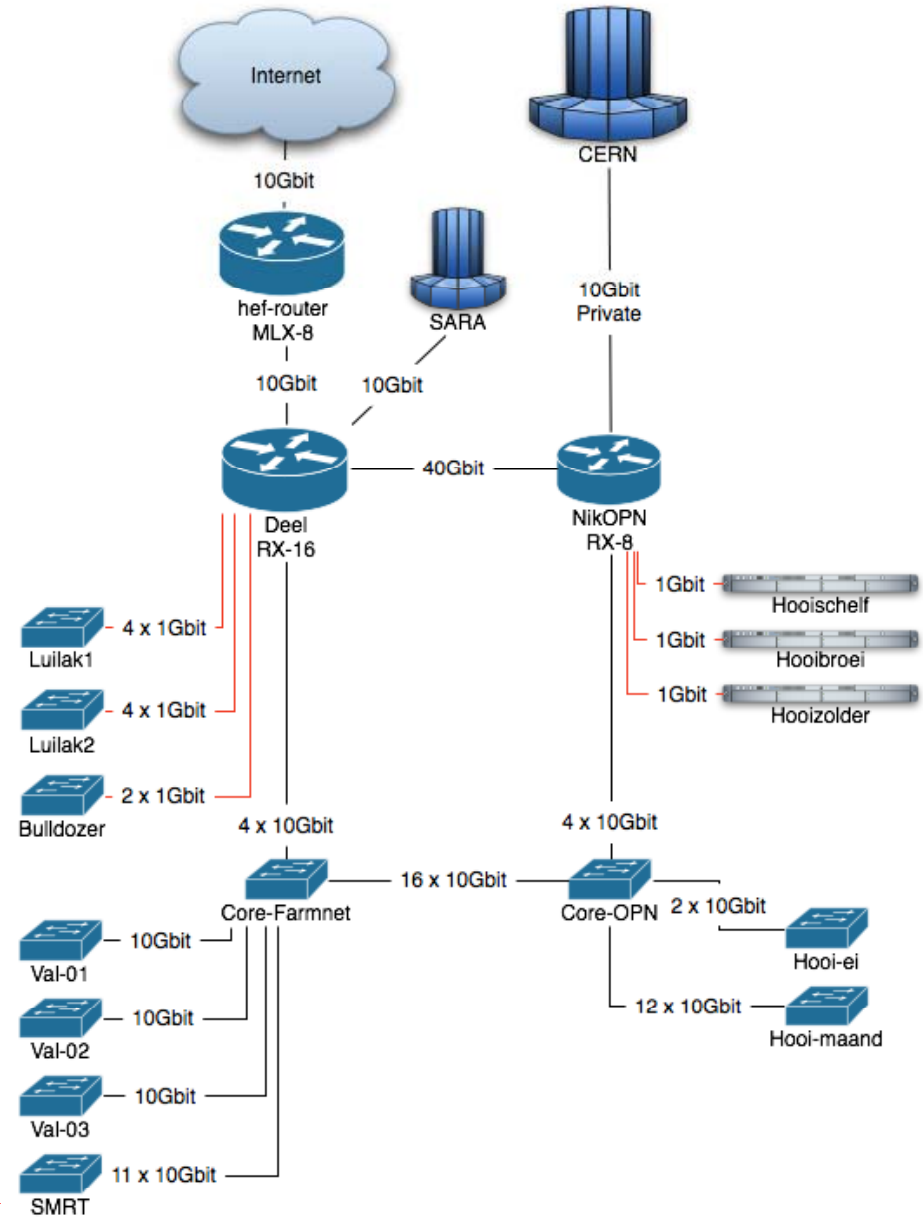 Internet
CERN
10Gbit
hef-router
MLX-8
SARA
10Gbit
Private
10Gbit
10Gbit
40Gbit
Deel
RX-16
NikOPN
RX-8
1Gbit
Hooischelf
4 x 1Gbit
Luilak1
1Gbit
Hooibroei
1Gbit
Hooizolder
4 x 1Gbit
Luilak2
2 x 1Gbit
Bulldozer
4 x 10Gbit
4 x 10Gbit
16 x 10Gbit
Core-Farmnet
Core-OPN
2 x 10Gbit
Hooi-ei
10Gbit
Val-01
12 x 10Gbit
Hooi-maand
10Gbit
Val-02
10Gbit
Val-03
11 x 10Gbit
SMRT